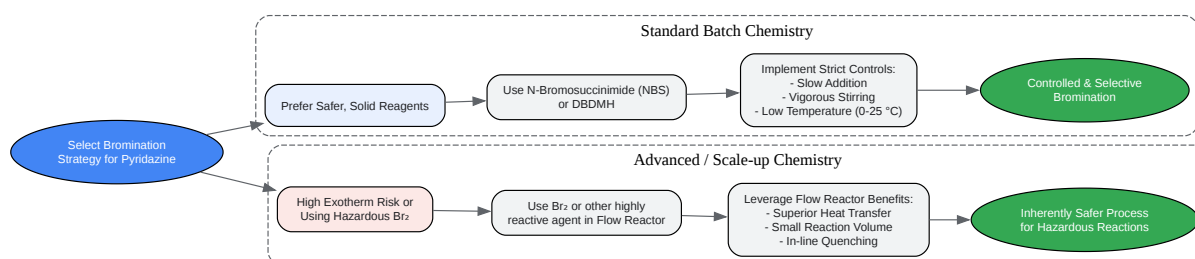 Standard Batch Chemistry
Select Bromination
Strategy for Pyridazine
Prefer Safer, Solid Reagents
Use N-Bromosuccinimide (NBS)
or DBDMH
Implement Strict Controls:
- Slow Addition
- Vigorous Stirring
- Low Temperature (0-25 °C)
Controlled & Selective
Bromination
Advanced / Scale-up Chemistry
High Exotherm Risk or
Using Hazardous Br₂
Use Br₂ or other highly
reactive agent in Flow Reactor
Leverage Flow Reactor Benefits:
- Superior Heat Transfer
- Small Reaction Volume
- In-line Quenching
Inherently Safer Process
for Hazardous Reactions